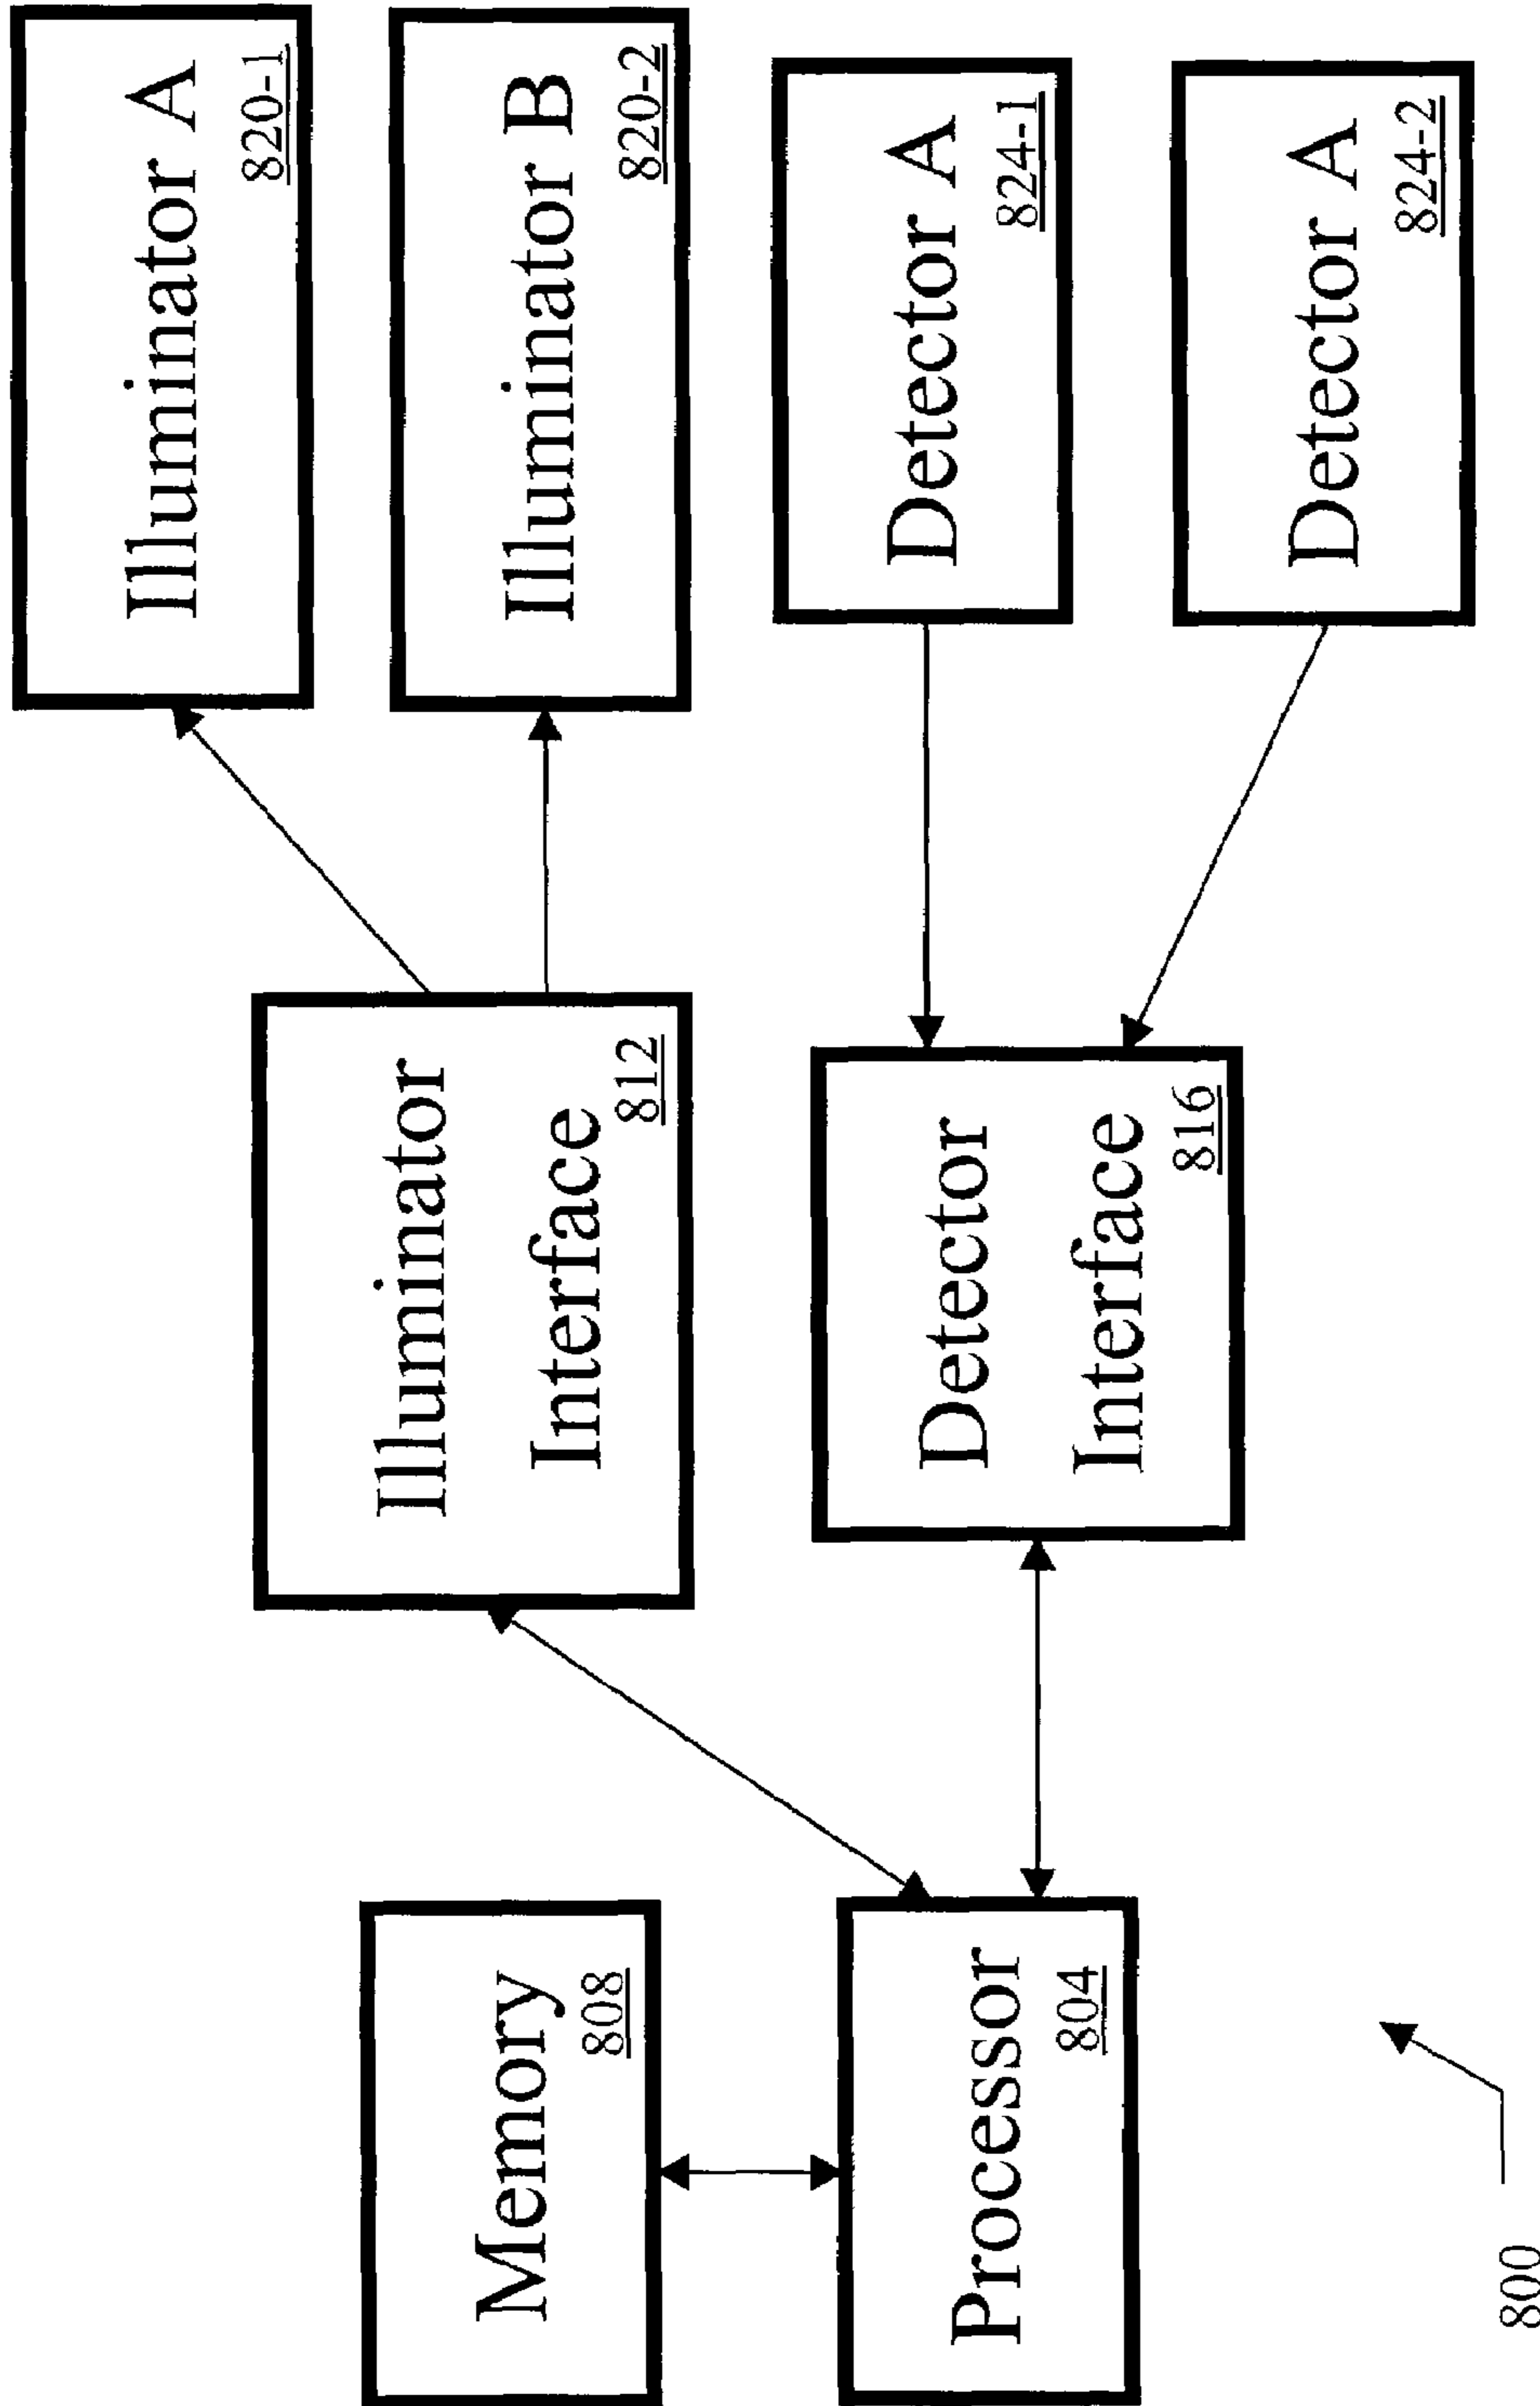 Illuminator A
820-1
Illuminator B
820-2
Memory
808
Illuminator
Interface
812
Detector A
824-1
Processor
804
Detector
Interface
816
Detector A
824-2
800